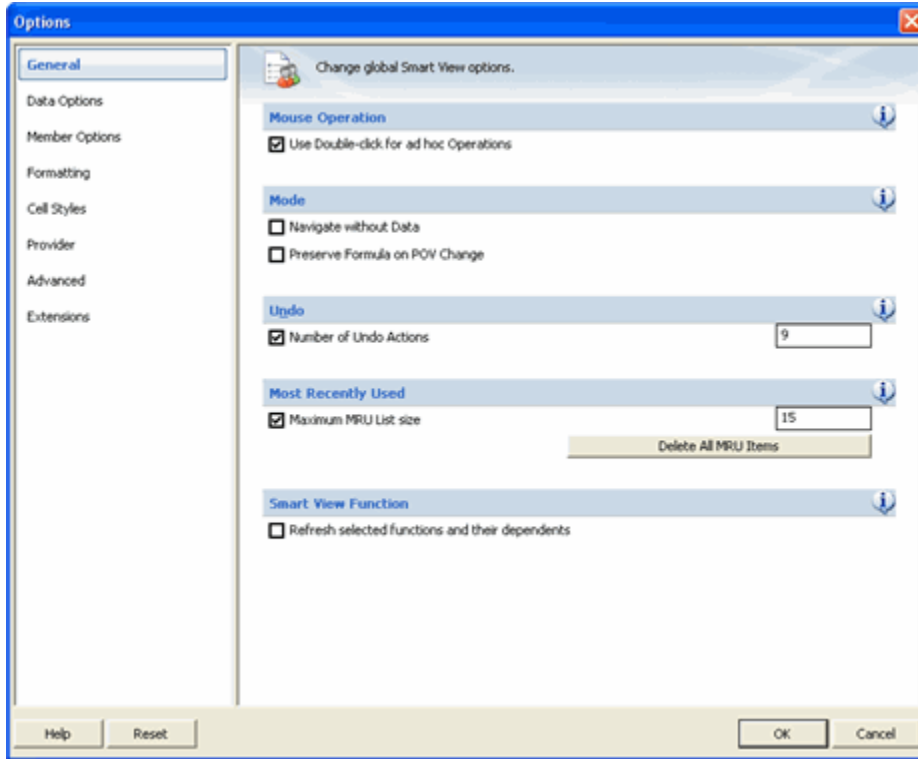 Options
General
Data Options
Member Options
Formatting
Cell Styles
Provider
Advanced
Extensions
Change global Smart View options.
Mouse Operation
Use Double-click for ad hoc Operations
Mode
Navigate without Data
Preserve Formula on POV Change
Undo
Number of Undo Actions 9
Most Recently Used
Maximum MRU List size 15
Delete All MRU Items
Smart View Function
Refresh selected functions and their dependents
Help Reset OK Cancel